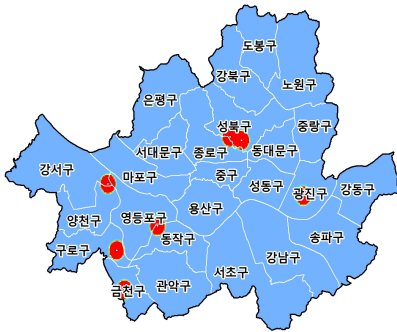 도봉구
강북구
노원구
은평구
성북구
중랑구
서대문구
종로구
동대문구
강서구
마포구
중구
성동구
광진구
강동구
양천구
영등포구
용산구
동작구
송파구
구로구
강남구
서초구
금천구
관악구